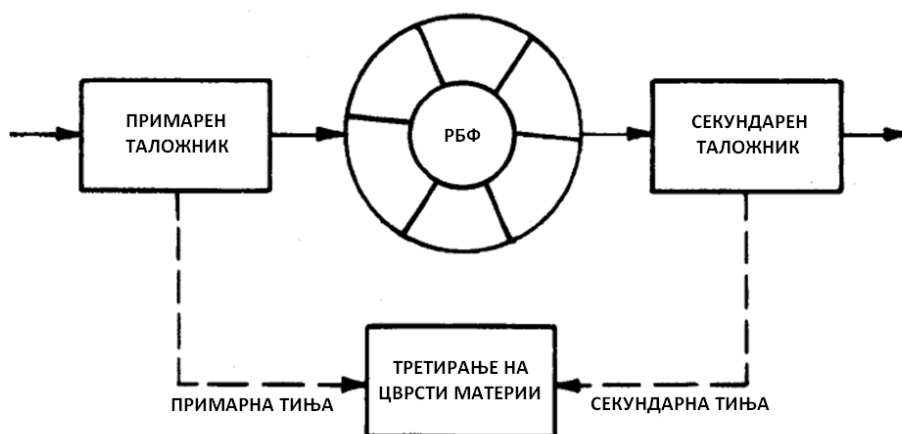 ПРИМАРЕН
ТАЛОЖНИК
РБФ
СЕКУНДАРЕН
ТАЛОЖНИК
ТРЕТИРАЊЕ НА
ЦВРСТИ МАТЕРИИ
ПРИМАРНА ТИЊА
СЕКУНДАРНА ТИЊА